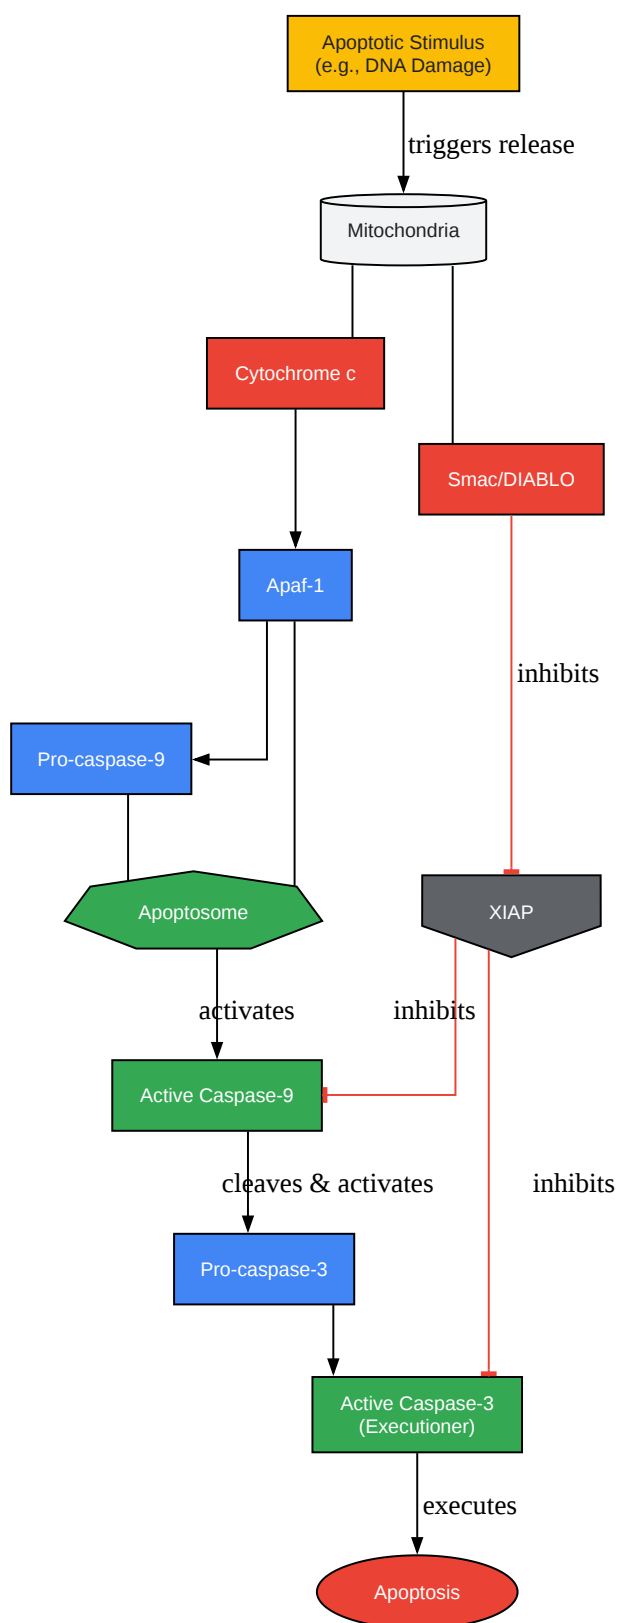 Apoptotic Stimulus
(e.g., DNA Damage)
triggers release
Mitochondria
Cytochrome c
Smac/DIABLO
Apaf-1
inhibits
Pro-caspase-9
Apoptosome
XIAP
activates
inhibits
Active Caspase-9
cleaves & activates
inhibits
Pro-caspase-3
Active Caspase-3
(Executioner)
executes
Apoptosis